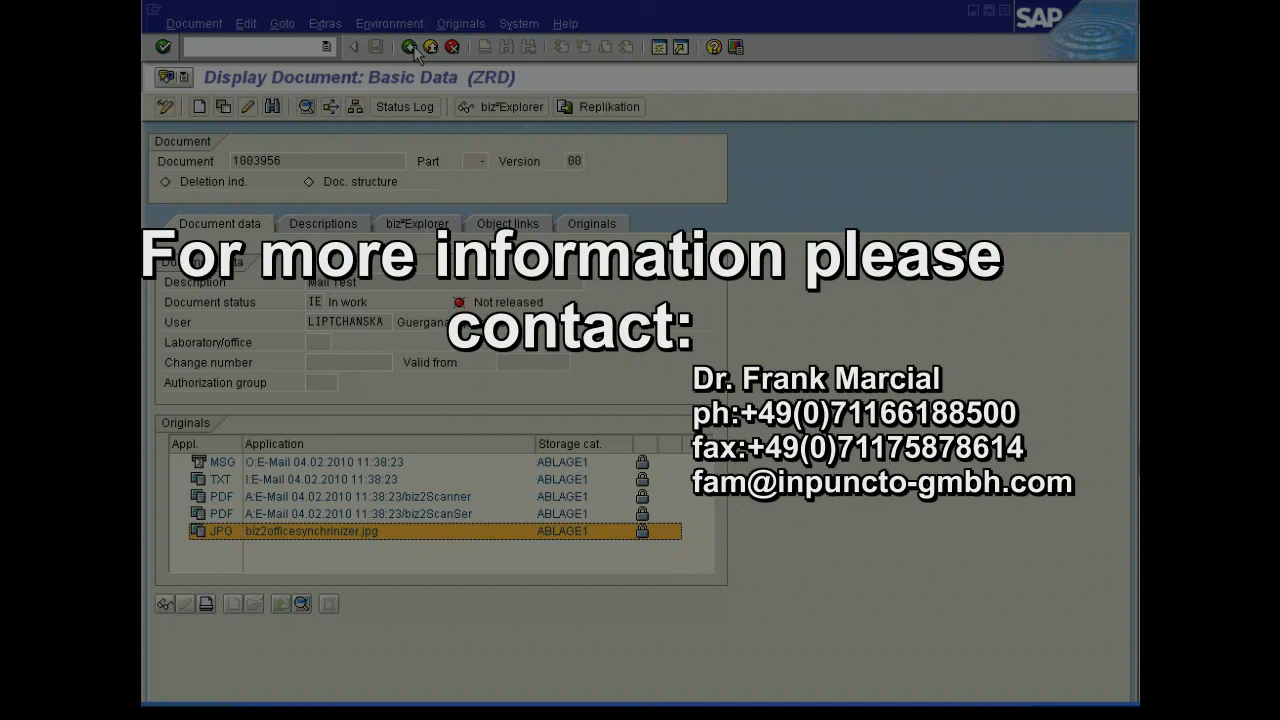 Document Edit Goto Extras Environment Originals System Help
SAP
Display Document: Basic Data (ZRD)
Status Log biz²Explorer Replikation
Document
Document 1003956 Part - Version 00
Deletion ind. Doc. structure
Document data Descriptions biz²Explorer Object links Originals
For more information please
contact:
Description Mail Test
Document status IE In work Not released
User LIPTCHANSKA Guergana
Laboratory/office
Change number Valid from
Authorization group
Dr. Frank Marcial
ph:+49(0)71166188500
fax:+49(0)71175878614
fam@inpuncto-gmbh.com
Originals
Appl. Application Storage cat.
MSG O:E-Mail 04.02.2010 11:38:23 ABLAGE1
TXT I:E-Mail 04.02.2010 11:38:23 ABLAGE1
PDF A:E-Mail 04.02.2010 11:38:23/biz2Scanner ABLAGE1
PDF A:E-Mail 04.02.2010 11:38:23/biz2ScanSer ABLAGE1
JPG biz2officesynchrinizer.jpg ABLAGE1